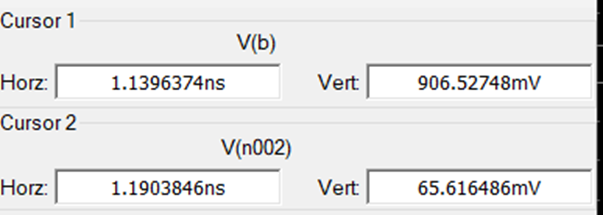 Cursor 1
V(b)
Horz: 1.1396374ns Vert: 906.52748mV
Cursor 2
V(n002)
Horz: 1.1903846ns Vert: 65.616486mV